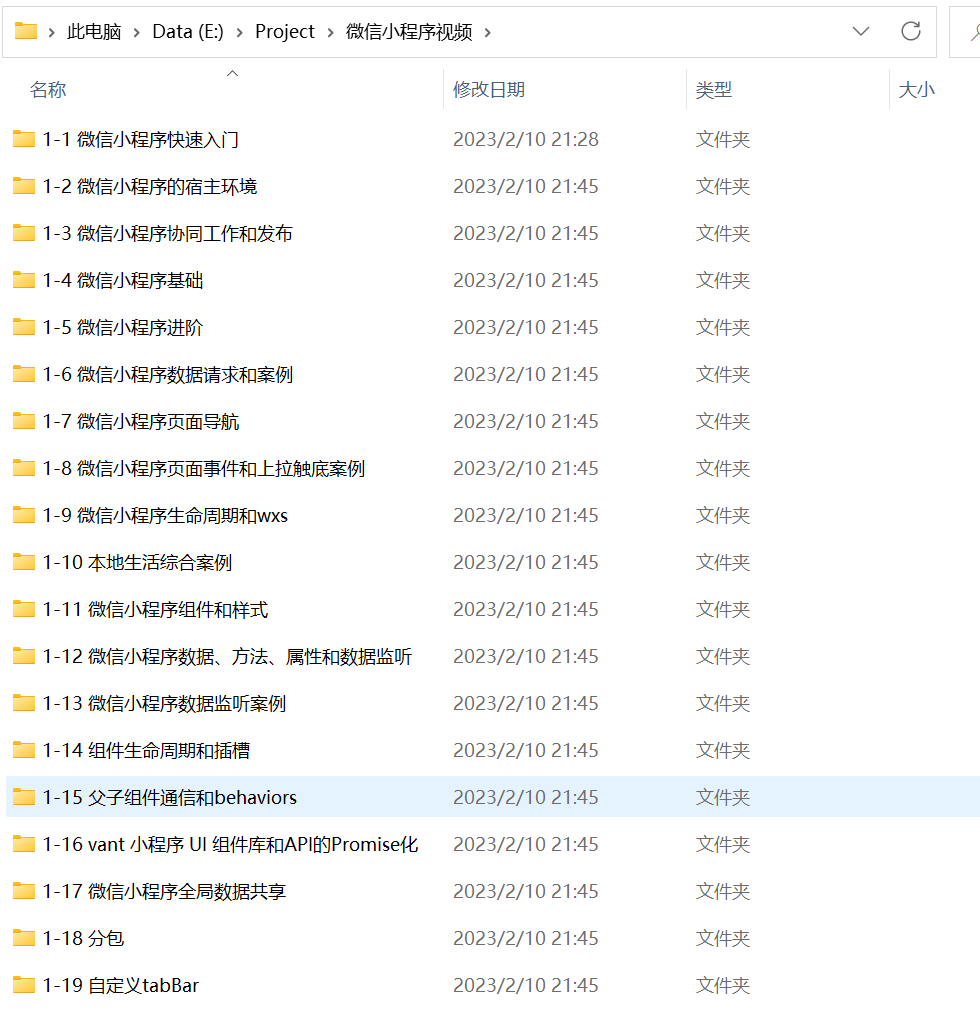 此电脑 > Data (E:) > Project > 微信小程序视频 >
名称 修改日期 类型 大小
1-1 微信小程序快速入门 2023/2/10 21:28 文件夹
1-2 微信小程序的宿主环境 2023/2/10 21:45 文件夹
1-3 微信小程序协同工作和发布 2023/2/10 21:45 文件夹
1-4 微信小程序基础 2023/2/10 21:45 文件夹
1-5 微信小程序进阶 2023/2/10 21:45 文件夹
1-6 微信小程序数据请求和案例 2023/2/10 21:45 文件夹
1-7 微信小程序页面导航 2023/2/10 21:45 文件夹
1-8 微信小程序页面事件和上拉触底案例 2023/2/10 21:45 文件夹
1-9 微信小程序生命周期和wxs 2023/2/10 21:45 文件夹
1-10 本地生活综合案例 2023/2/10 21:45 文件夹
1-11 微信小程序组件和样式 2023/2/10 21:45 文件夹
1-12 微信小程序数据、方法、属性和数据监听 2023/2/10 21:45 文件夹
1-13 微信小程序数据监听案例 2023/2/10 21:45 文件夹
1-14 组件生命周期和插槽 2023/2/10 21:45 文件夹
1-15 父子组件通信和behaviors 2023/2/10 21:45 文件夹
1-16 vant 小程序 UI 组件库和API的Promise化 2023/2/10 21:45 文件夹
1-17 微信小程序全局数据共享 2023/2/10 21:45 文件夹
1-18 分包 2023/2/10 21:45 文件夹
1-19 自定义tabBar 2023/2/10 21:45 文件夹